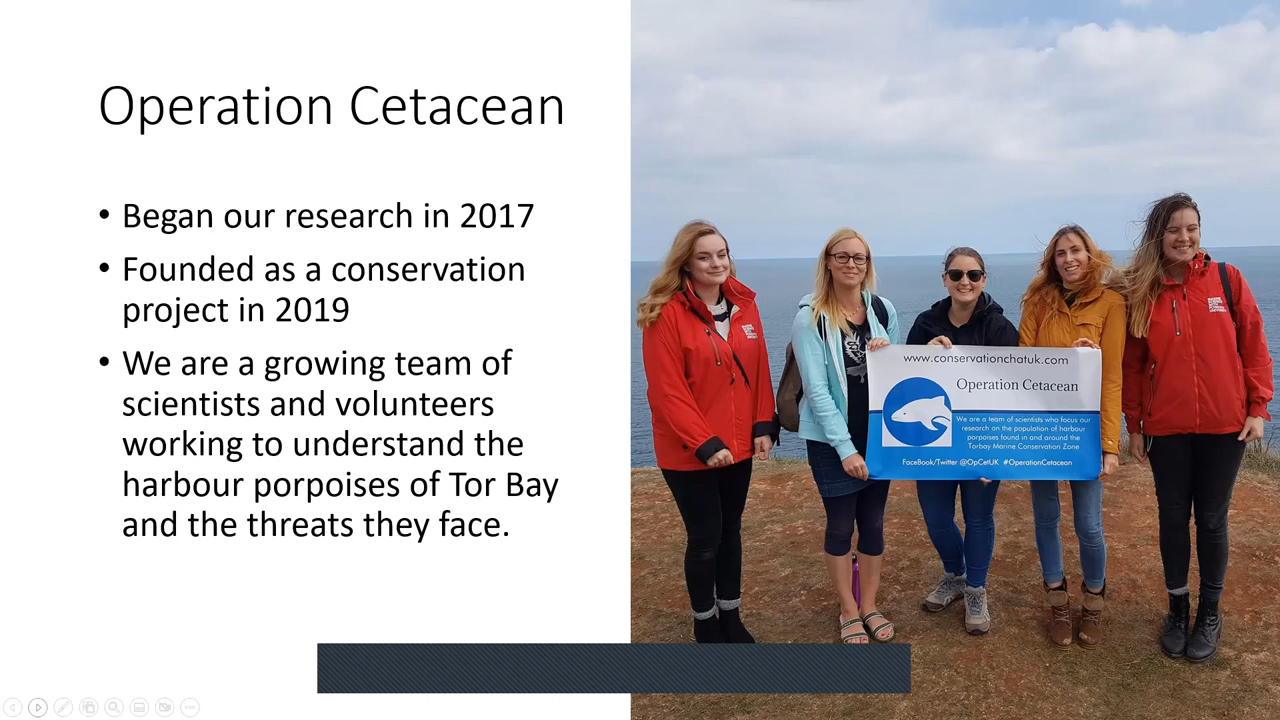 Operation Cetacean
• Began our research in 2017
• Founded as a conservation
project in 2019
• We are a growing team of
scientists and volunteers
working to understand the
harbour porpoises of Tor Bay
and the threats they face.
www.conservationchatuk.com
Operation Cetacean
We are a team of scientists who focus our
research on the population of harbour
porpoises found in and around the
Torbay Marine Conservation Zone
FaceBook/Twitter @OpCetUK #OperationCetacean